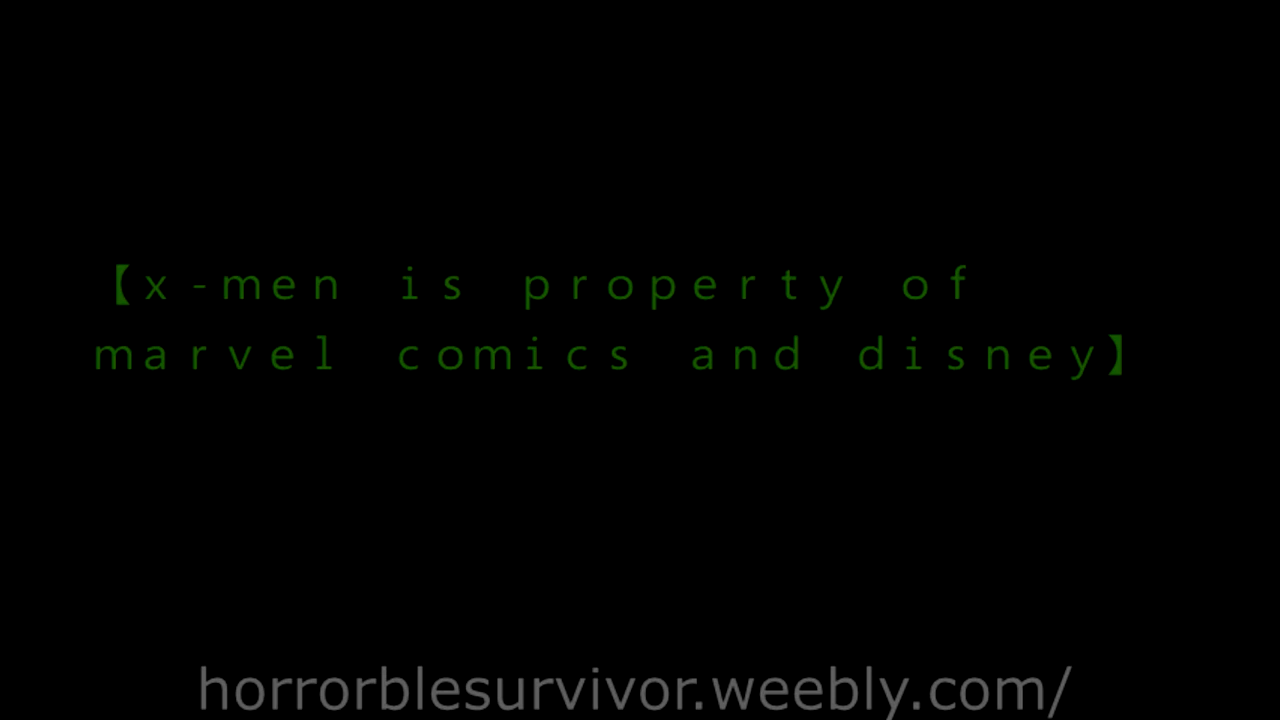 【x-men is property of
marvel comics and disney】
horrorblesurvivor.weebly.com/